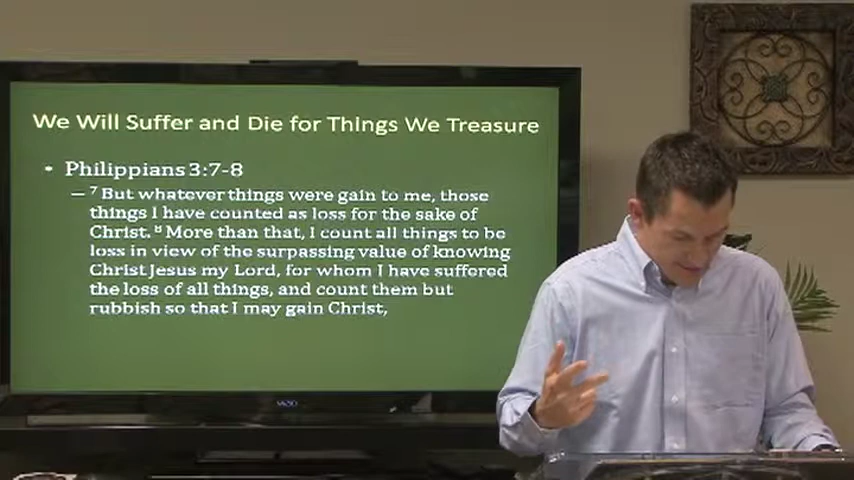 We Will Suffer and Die for Things We Treasure
• Philippians 3:7-8
– 7 But whatever things were gain to me, those
things I have counted as loss for the sake of
Christ. 8 More than that, I count all things to be
loss in view of the surpassing value of knowing
Christ Jesus my Lord, for whom I have suffered
the loss of all things, and count them but
rubbish so that I may gain Christ,
VIZIO